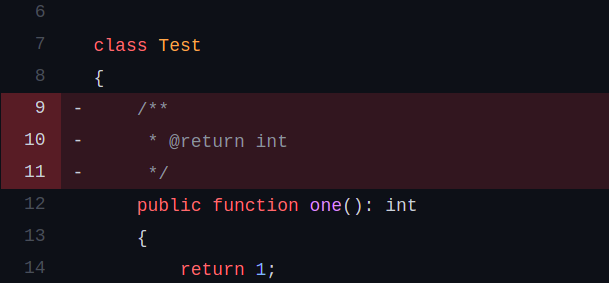 6
7 class Test
8 {
9 - /**
10 - * @return int
11 - */
12 public function one(): int
13 {
14 return 1;